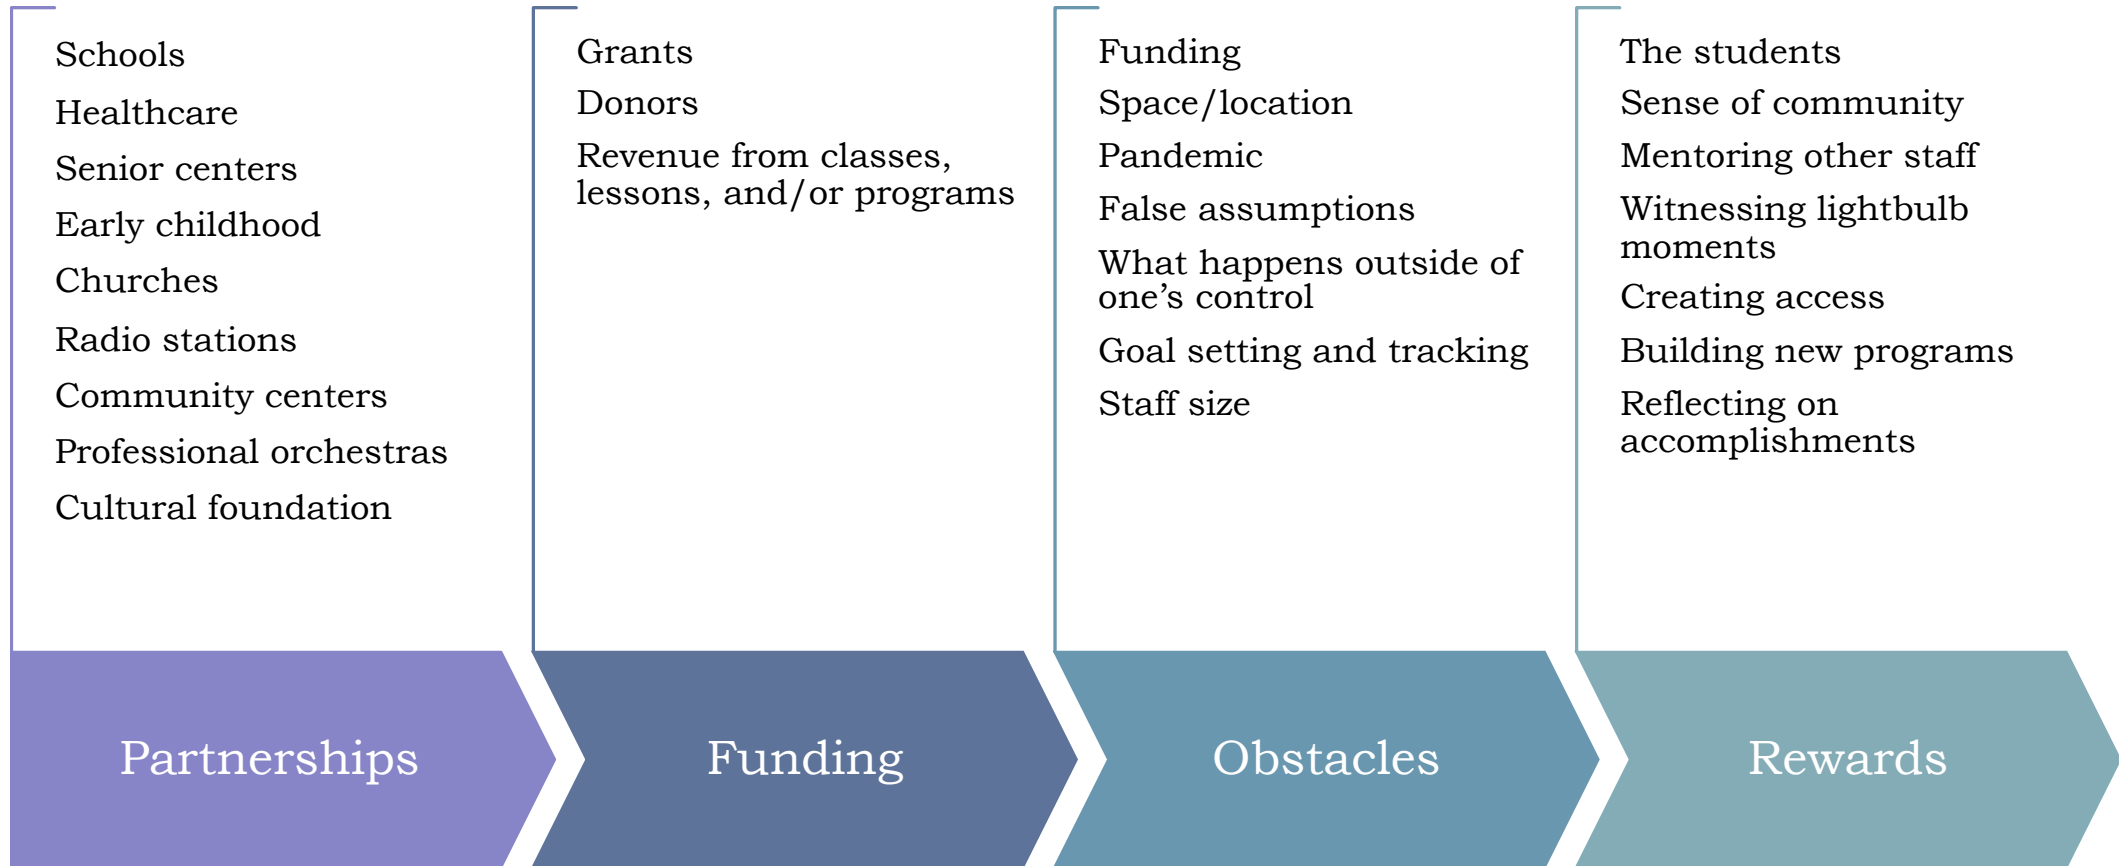 Schools
Healthcare
Senior centers
Early childhood
Churches
Radio stations
Community centers
Professional orchestras
Cultural foundation
Partnerships
Grants
Donors
Revenue from classes,
lessons, and/or programs
Funding
Funding
Space/location
Pandemic
False assumptions
What happens outside of
one’s control
Goal setting and tracking
Staff size
Obstacles
The students
Sense of community
Mentoring other staff
Witnessing lightbulb
moments
Creating access
Building new programs
Reflecting on
accomplishments
Rewards